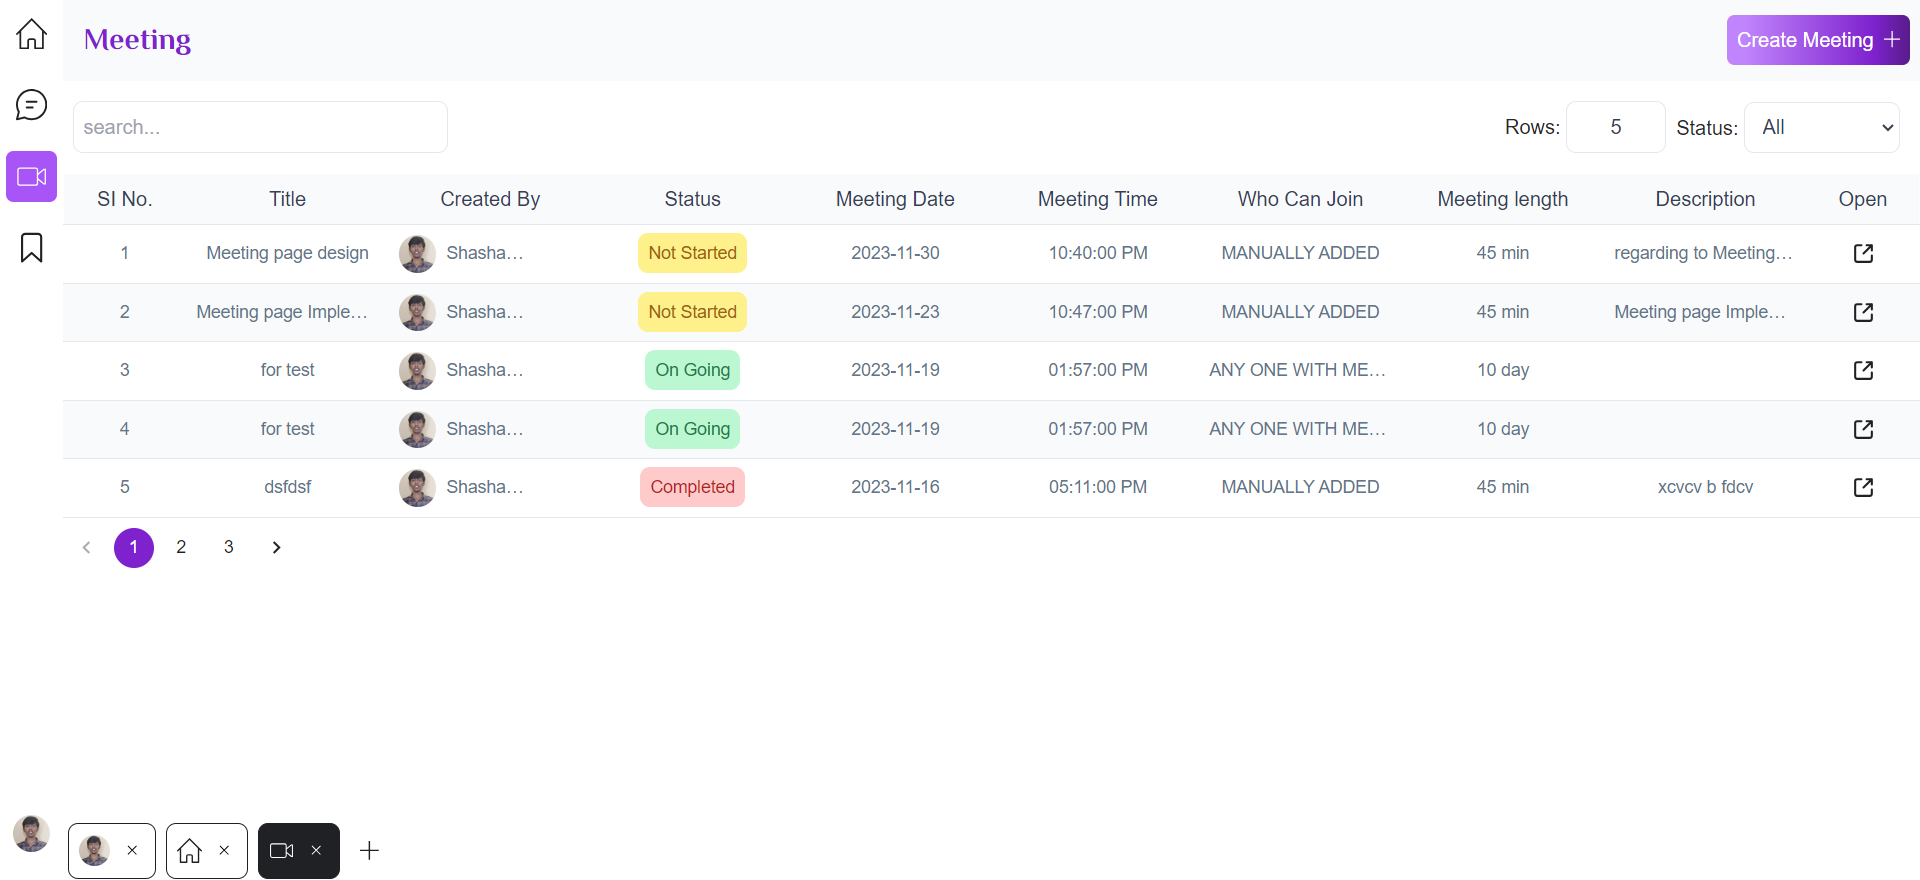 Meeting
Create Meeting
search...
Rows: 5 Status: All
SI No. Title Created By Status Meeting Date Meeting Time Who Can Join Meeting length Description Open
1 Meeting page design Shasha… Not Started 2023-11-30 10:40:00 PM MANUALLY ADDED 45 min regarding to Meeting…
2 Meeting page Imple… Shasha… Not Started 2023-11-23 10:47:00 PM MANUALLY ADDED 45 min Meeting page Imple…
3 for test Shasha… On Going 2023-11-19 01:57:00 PM ANY ONE WITH ME… 10 day
4 for test Shasha… On Going 2023-11-19 01:57:00 PM ANY ONE WITH ME… 10 day
5 dsfdsf Shasha… Completed 2023-11-16 05:11:00 PM MANUALLY ADDED 45 min xcvcv b fdcv
1 2 3